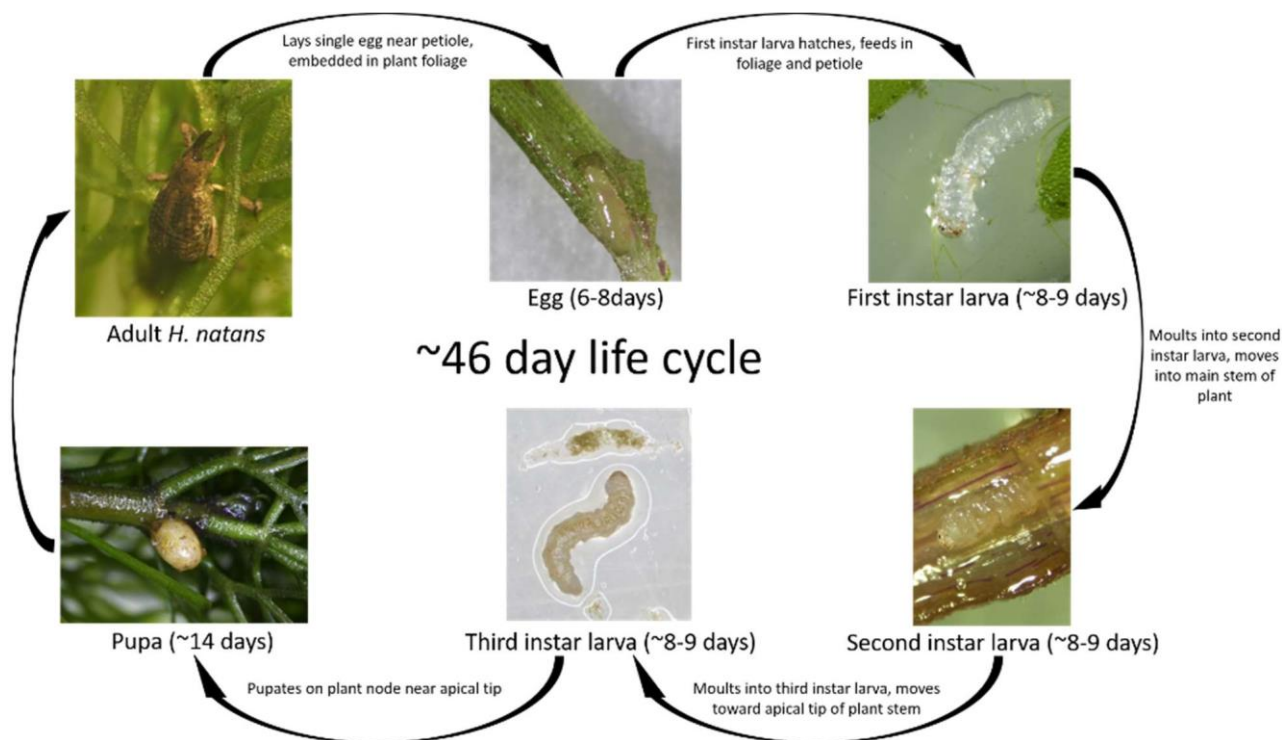 Lays single egg near petiole,
embedded in plant foliage
First instar larva hatches, feeds in
foliage and petiole
Adult H. natans
Egg (6-8days)
First instar larva (~8-9 days)
~46 day life cycle
Moults into second
instar larva, moves
into main stem of
plant
Pupa (~14 days)
Third instar larva (~8-9 days)
Second instar larva (~8-9 days)
Pupates on plant node near apical tip
Moults into third instar larva, moves
toward apical tip of plant stem